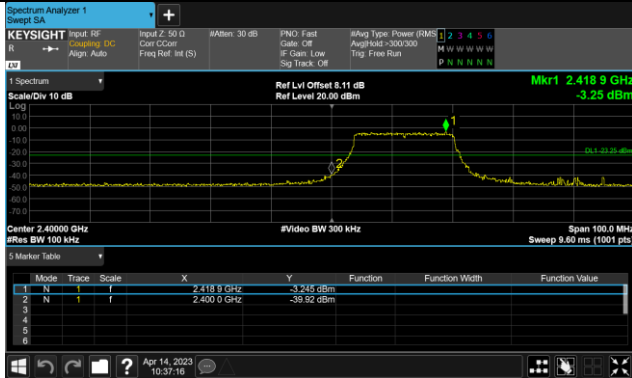 Spectrum Analyzer 1
Swept SA
+
KEYSIGHT Input: RF Input Z: 50 Ω #Atten: 30 dB PNO: Fast #Avg Type: Power (RMS 1 2 3 4 5 6
R Coupling: DC Corr CCorr Gate: Off Avg|Hold:>300/300 M W W W W W
Align: Auto Freq Ref: Int (S) IF Gain: Low Trig: Free Run
LXI Sig Track: Off P N N N N N
1 Spectrum Ref Lvl Offset 8.11 dB Mkr1 2.418 9 GHz
Scale/Div 10 dB Ref Level 20.00 dBm -3.25 dBm
Log
10.0
0.00
-10.0
-20.0
-30.0
-40.0
-50.0
-60.0
-70.0
1
2
DL1 -23.25 dBm
Center 2.40000 GHz #Video BW 300 kHz Span 100.0 MHz
#Res BW 100 kHz Sweep 9.60 ms (1001 pts)
5 Marker Table
Mode Trace Scale X Y Function Function Width Function Value
1 N 1 f 2.418 9 GHz -3.245 dBm
2 N 1 f 2.400 0 GHz -39.92 dBm
3
4
5
6
? Apr 14, 2023
10:37:16